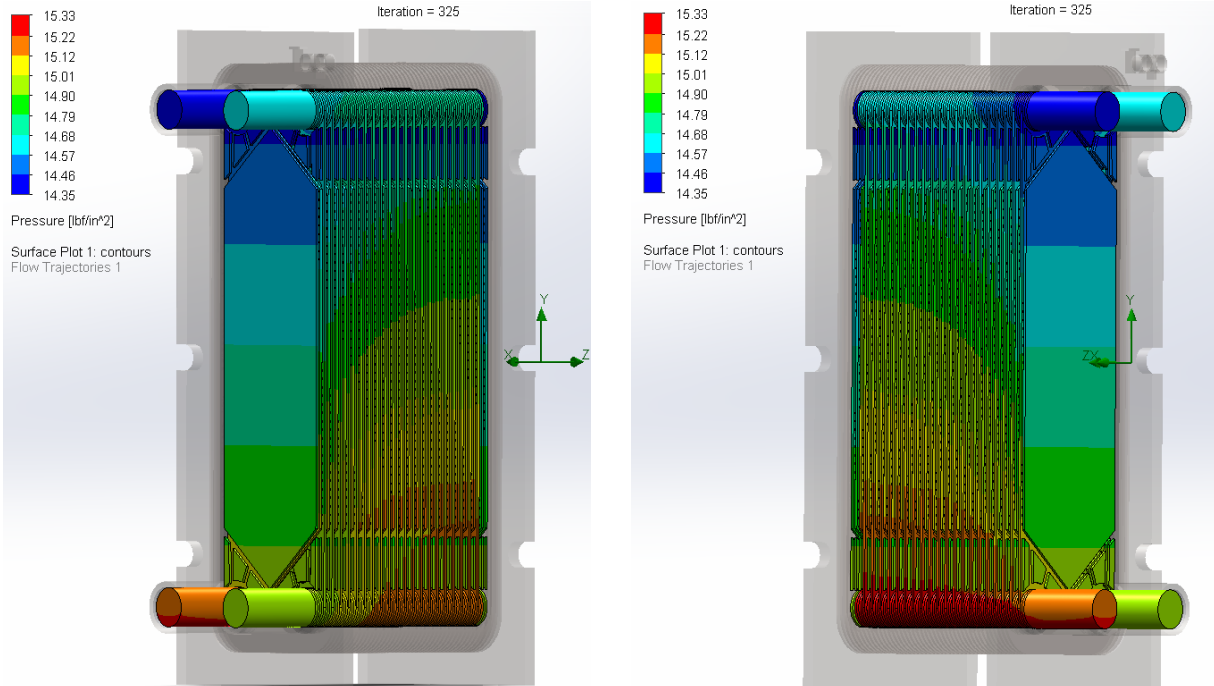 Iteration = 325
15.33
15.22
15.12
15.01
14.90
14.79
14.68
14.57
14.46
14.35
Pressure [lbf/in^2]
Surface Plot 1: contours
Flow Trajectories 1
Y
X
Z
Iteration = 325
15.33
15.22
15.12
15.01
14.90
14.79
14.68
14.57
14.46
14.35
Pressure [lbf/in^2]
Surface Plot 1: contours
Flow Trajectories 1
Y
ZX